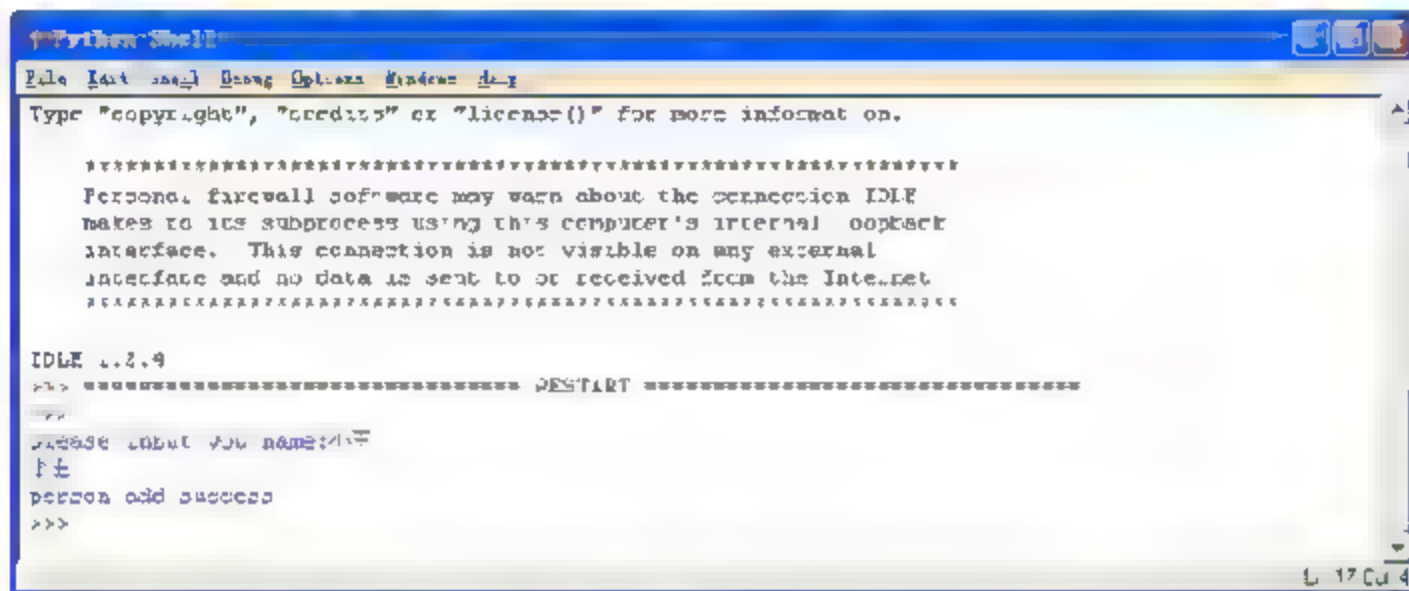 Python Shell
File Edit Shell Debug Options Windows Help
Type "copyright", "credits" or "license()" for more information.
****************************************************************
Personal firewall software may warn about the connection IDLE
makes to its subprocess using this computer's internal loopback
interface. This connection is not visible on any external
interface and no data is sent to or received from the Internet
****************************************************************
IDLE
>>> ================================ RESTART ================================
>>>
please input you name:
person add success
>>>